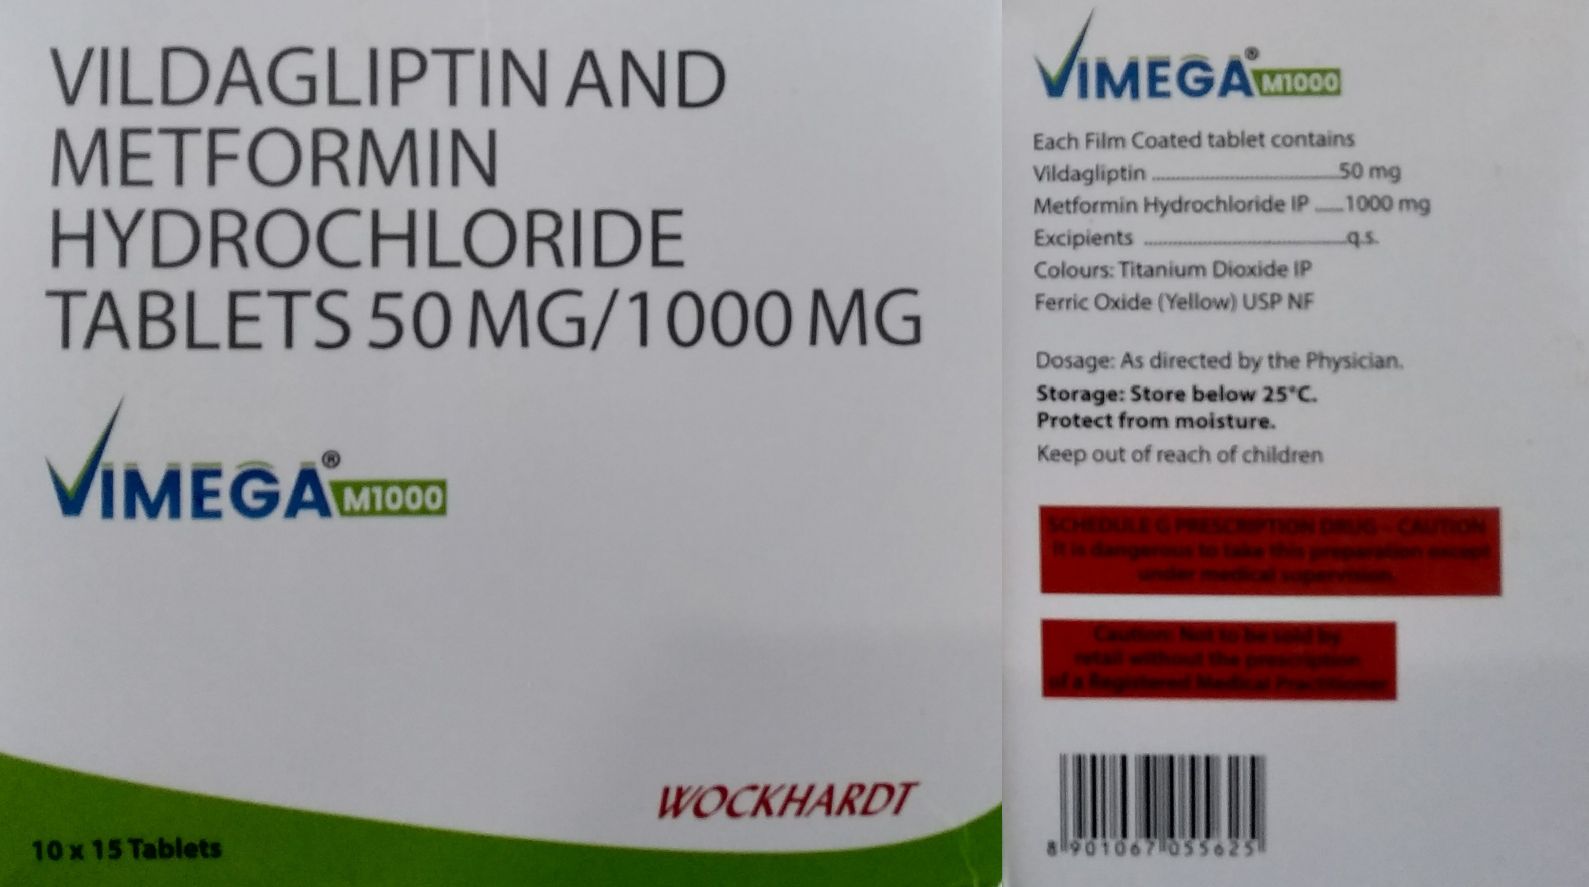 VILDAGLIPTIN AND
METFORMIN
HYDROCHLORIDE
TABLETS 50 MG/1000 MG
VIMEGA® M1000
WOCKHARDT
10 x 15 Tablets
VIMEGA® M1000
Each Film Coated tablet contains
Vildagliptin ........................................50 mg
Metformin Hydrochloride IP ......1000 mg
Excipients ............................................q.s.
Colours: Titanium Dioxide IP
Ferric Oxide (Yellow) USP NF
Dosage: As directed by the Physician.
Storage: Store below 25°C.
Protect from moisture.
Keep out of reach of children
SCHEDULE G PRESCRIPTION DRUG - CAUTION
It is dangerous to take this preparation except
under medical supervision.
Caution: Not to be sold by
retail without the prescription
of a Registered Medical Practitioner
8 901067 055625